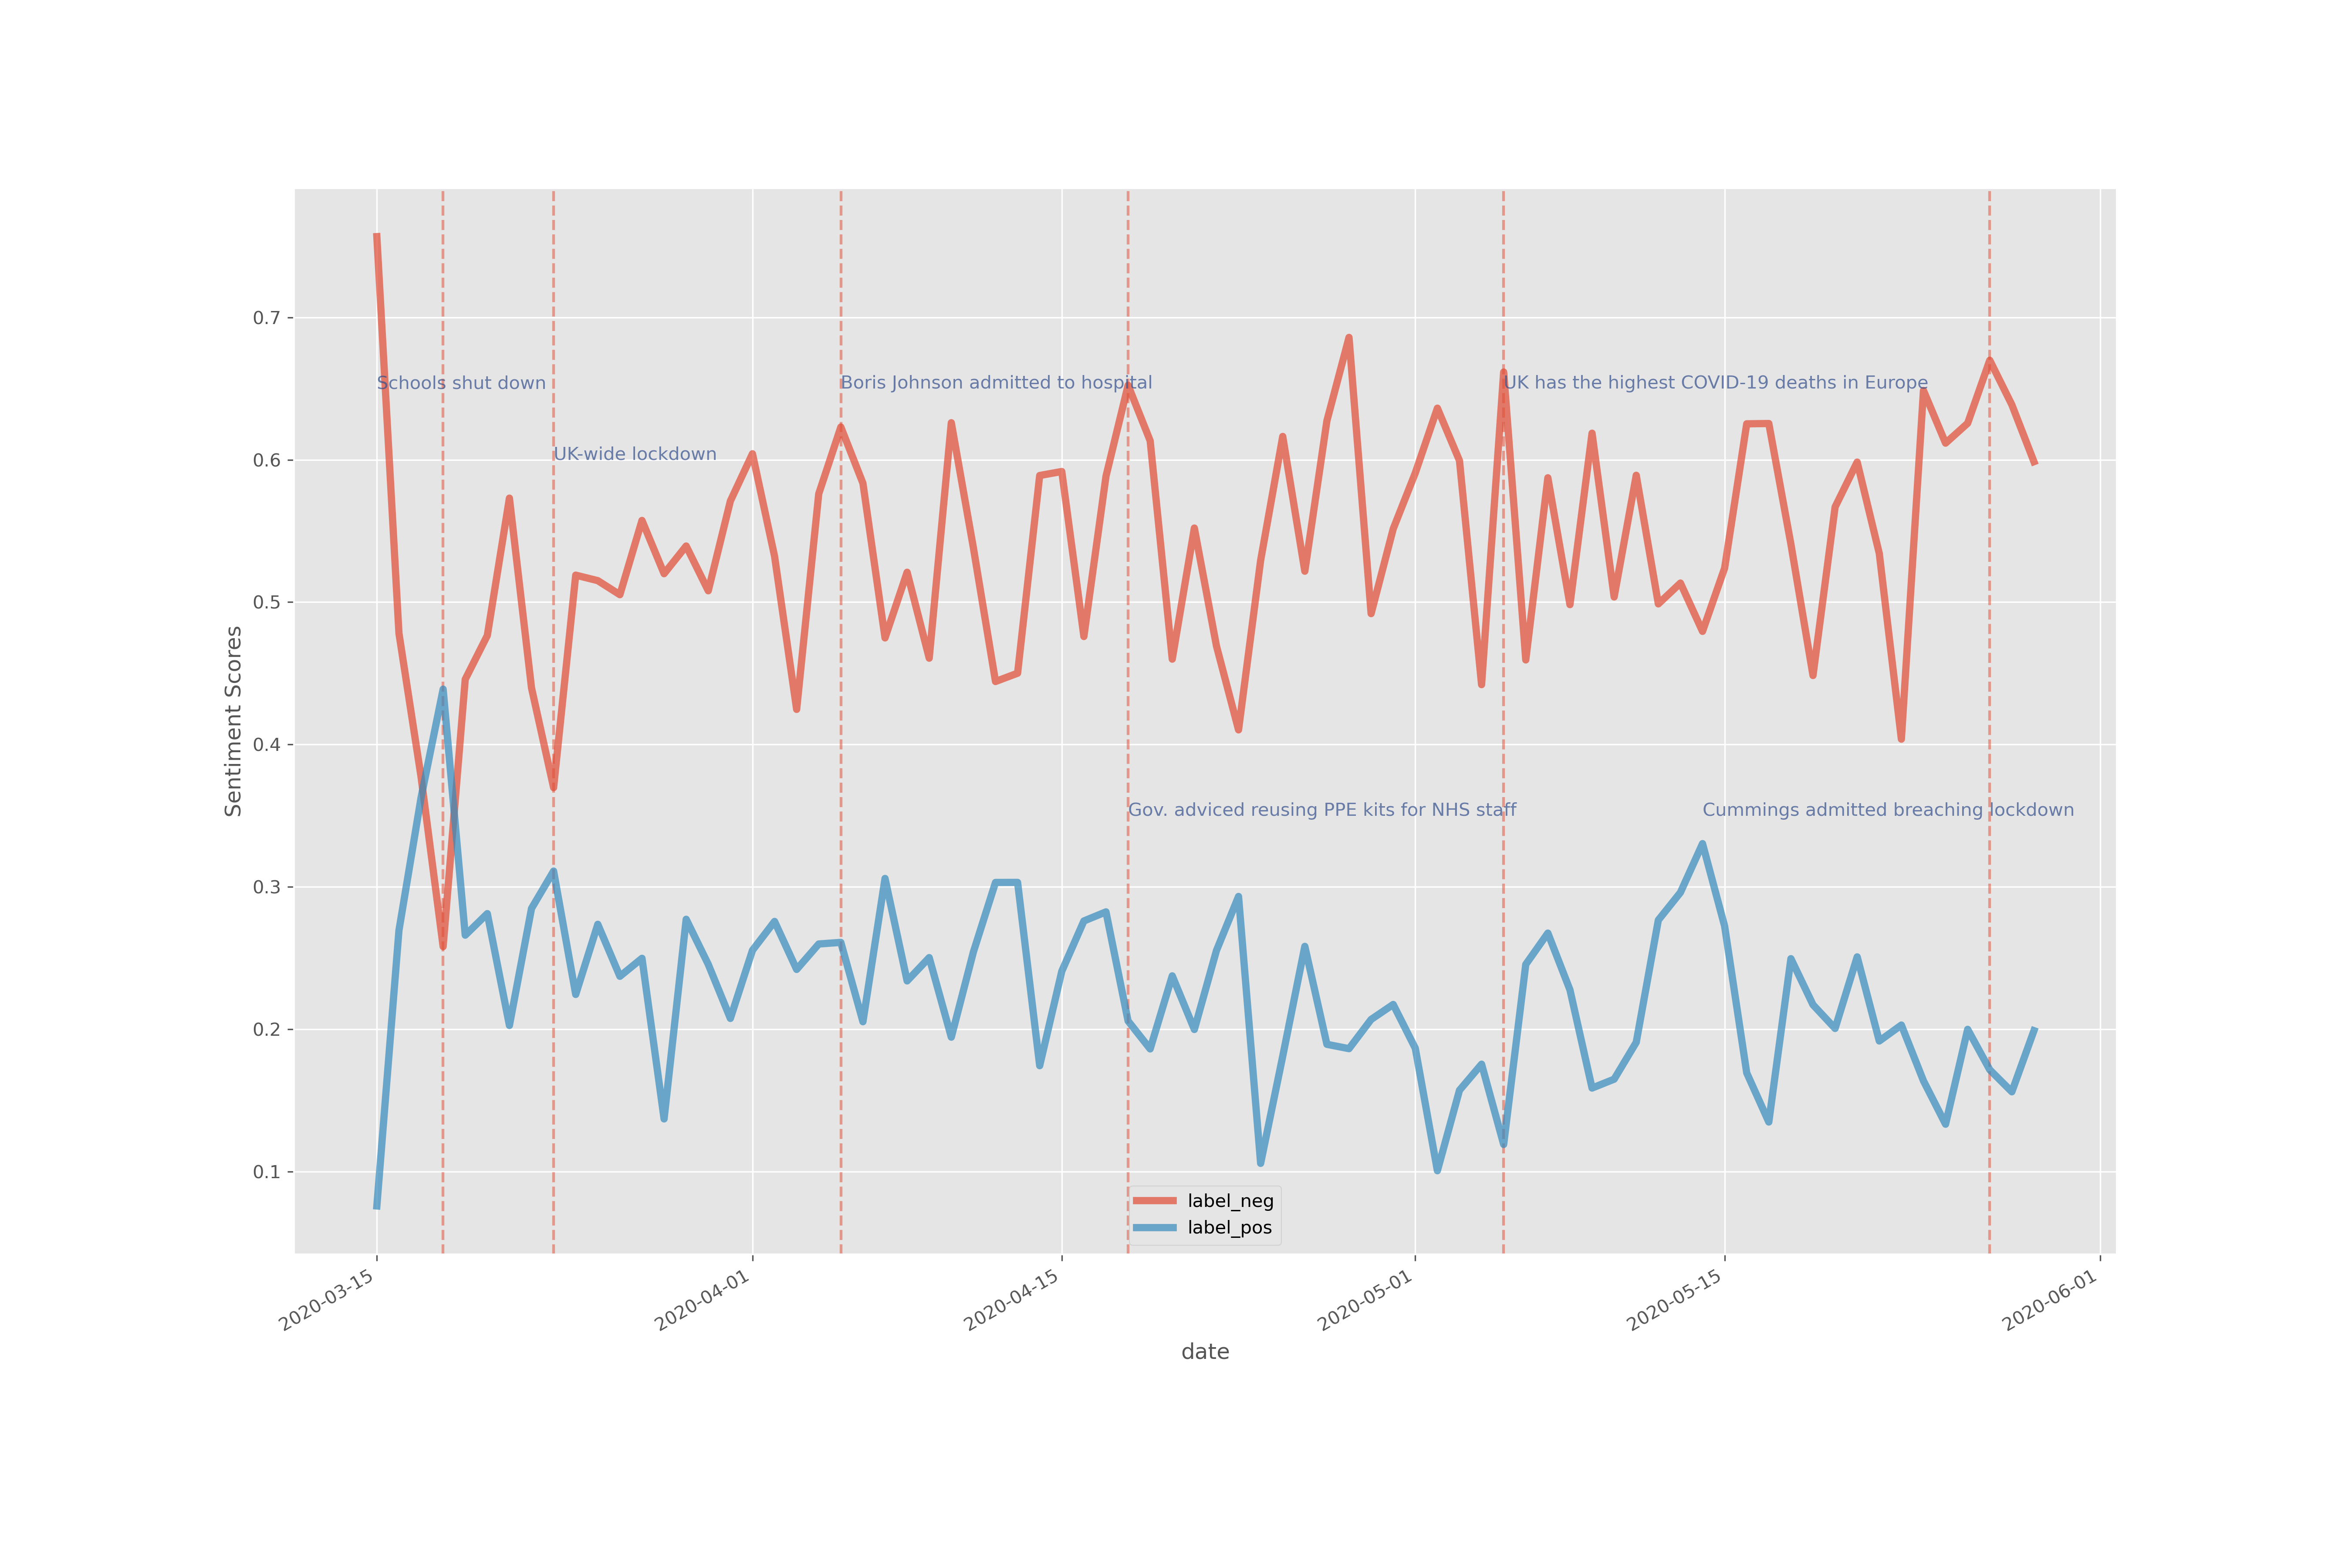 0.7
Schools shut down
Boris Johnson admitted to hospital
UK has the highest COVID-19 deaths in Europe
0.6
UK-wide lockdown
0.5
Sentiment Scores
0.4
Gov. adviced reusing PPE kits for NHS staff
Cummings admitted breaching lockdown
0.3
0.2
0.1
label_neg
label_pos
2020-03-15
2020-04-01
2020-04-15
2020-05-01
2020-05-15
2020-06-01
date